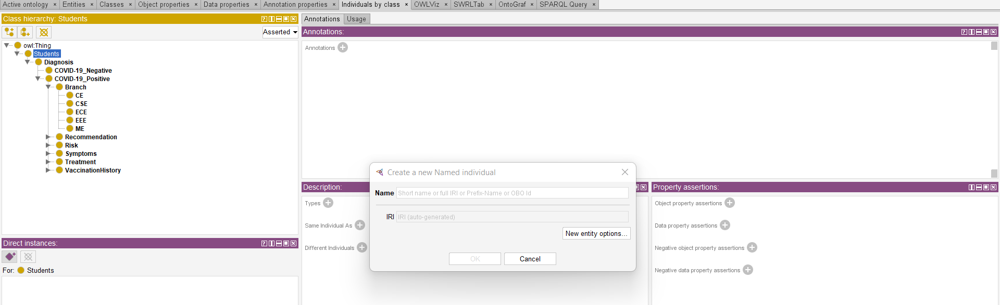 Active ontology × Entities × Classes × Object properties × Data properties × Annotation properties × Individuals by class × OWLViz × SWRLTab × OntoGraf × SPARQL Query ×
Class hierarchy: Students
Asserted
owl:Thing
Students
Diagnosis
COVID-19_Negative
COVID-19_Positive
Branch
CE
CSE
ECE
EEE
ME
Recommendation
Risk
Symptoms
Treatment
VaccinationHistory
Direct instances:
For: Students
Annotations Usage
Annotations:
Annotations
Description:
Types
Same Individual As
Different Individuals
Create a new Named individual
Name Short name or full IRI or Prefix-Name or OBO Id
IRI IRI (auto-generated)
New entity options...
OK Cancel
Property assertions:
Object property assertions
Data property assertions
Negative object property assertions
Negative data property assertions